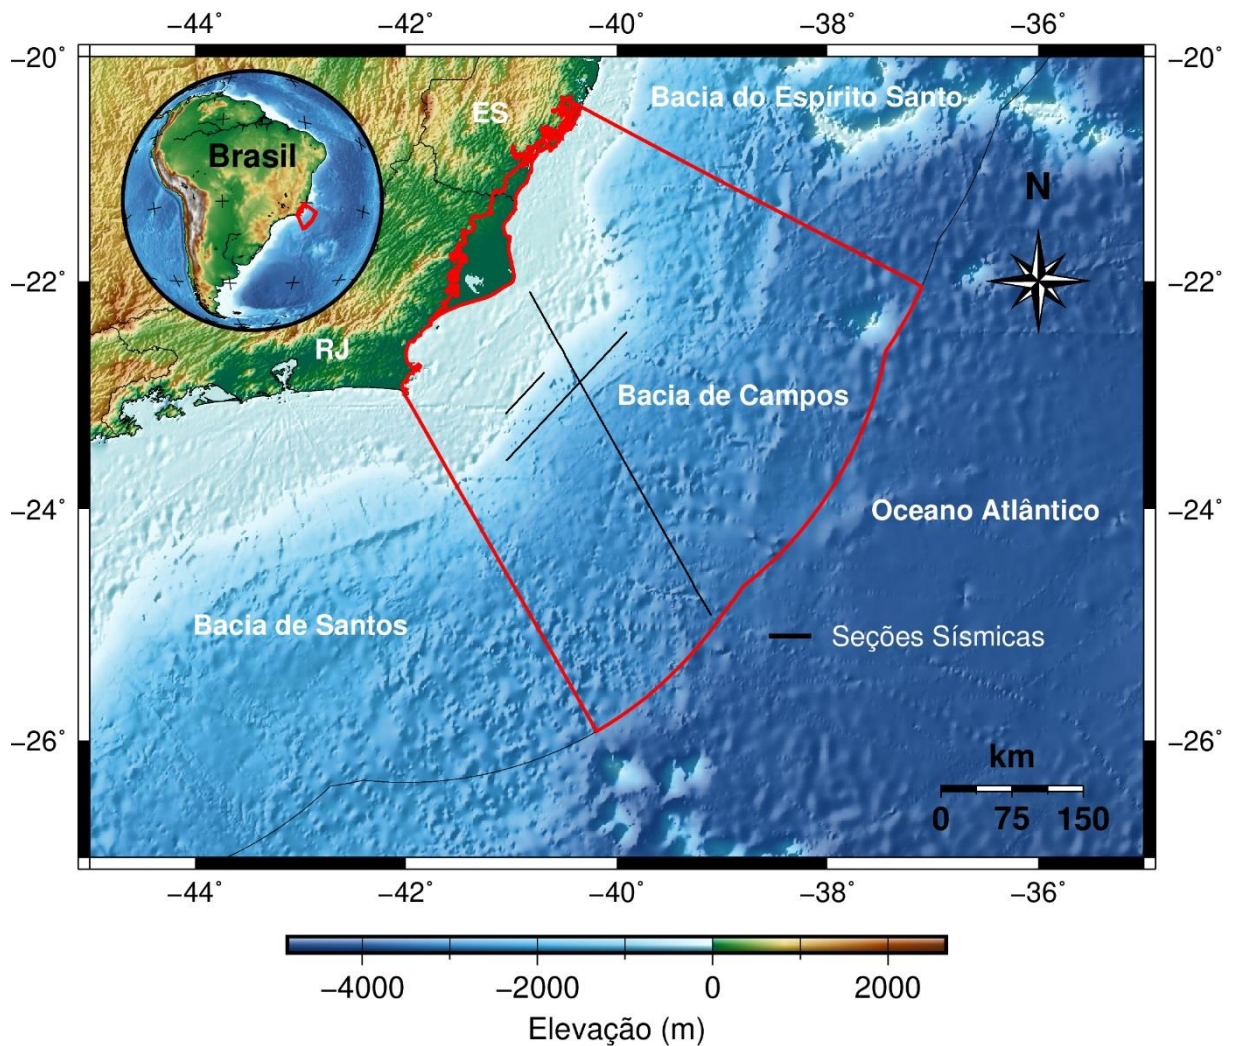 −44° −42° −40° −38° −36°
−20° −20°
Bacia do Espírito Santo
ES
Brasil
N
−22° −22°
RJ
Bacia de Campos
−24° −24°
Oceano Atlântico
Bacia de Santos
Seções Sísmicas
−26° −26°
km
0 75 150
−44° −42° −40° −38° −36°
−4000 −2000 0 2000
Elevação (m)